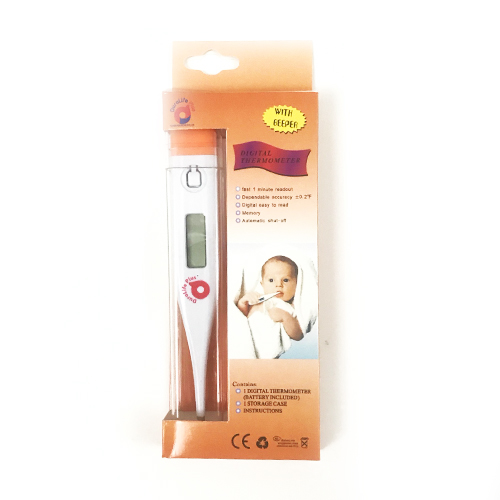 WITH
BEEPER
DIGITAL
THERMOMETER
fast 1 minute readout
Dependable accuracy ±0.2°F
Digital easy to read
Memory
Automatic shut-off
Plus
Contains:
1 DIGITAL THERMOMETER
(BATTERY INCLUDED)
1 STORAGE CASE
INSTRUCTIONS
CE